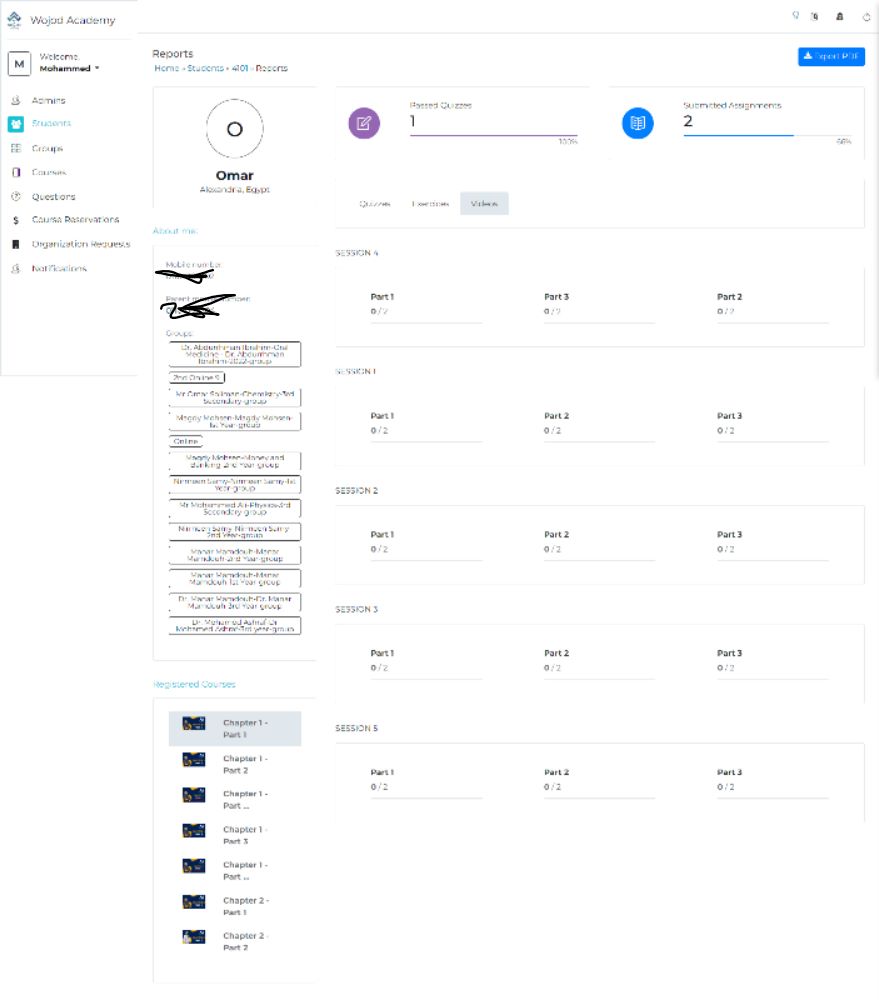 Wojod Academy
Welcome,
Mohammed
Admins
Students
Groups
Courses
Questions
Course Reservations
Organization Requests
Notifications
Reports
Home - Students - 4101 - Reports
Export PDF
O
Omar
Alexandria, Egypt
Passed Quizzes
1
100%
Submitted Assignments
2
66%
Quizzes Exercices Videos
About me:
Mobile number:
Groups:
Dr. Abdurrhman Ibrahim-Oral
Medicine - Dr. Abdurrhman
Ibrahim-2022-group
2nd Online 9
Mr Omar Soliman-Chemistry-3rd
Secondary-group
Magdy Mohsen-Magdy Mohsen-
1st Year-group
Online
Magdy Mohsen-Money and
Banking-2nd Year-group
Nirmeen Samy-Nirmeen Samy-1st
Year-group
Mr Mohammed Ali-Physics-3rd
Secondary-group
Nirmeen Samy-Nirmeen Samy
2nd Year-group
Manar Mamdouh-Manar
Mamdouh-2nd Year-group
Manar Mamdouh-Manar
Mamdouh-1st Year-group
Dr. Manar Mamdouh-Dr. Manar
Mamdouh-3rd Year-group
Dr. Mohamed Ashraf-Dr
Mohamed Ashraf-3rd year-group
Registered Courses
Chapter 1 -
Part 1
Chapter 1 -
Part 2
Chapter 1 -
Part ...
Chapter 1 -
Part 3
Chapter 1 -
Part ...
Chapter 2 -
Part 1
Chapter 2 -
Part 2
SESSION 4
Part 1 Part 3 Part 2
0 / 2 0 / 2 0 / 2
SESSION 1
Part 1 Part 2 Part 3
0 / 2 0 / 2 0 / 2
SESSION 2
Part 1 Part 2 Part 3
0 / 2 0 / 2 0 / 2
SESSION 3
Part 1 Part 2 Part 3
0 / 2 0 / 2 0 / 2
SESSION 5
Part 1 Part 2 Part 3
0 / 2 0 / 2 0 / 2